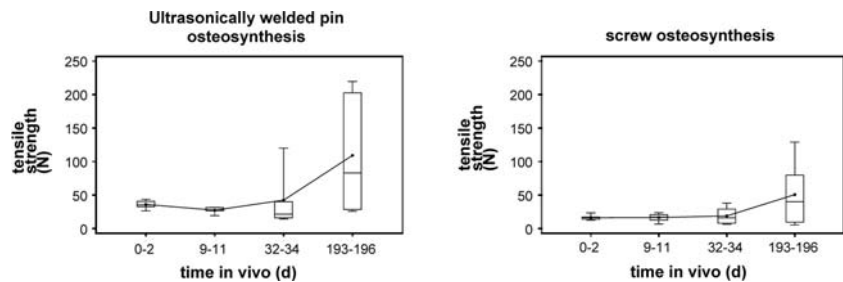 Ultrasonically welded pin
osteosynthesis
250
200
150
100
50
0
tensile
strength
(N)
0-2 9-11 32-34 193-196
time in vivo (d)
screw osteosynthesis
250
200
150
100
50
0
tensile
strength
(N)
0-2 9-11 32-34 193-196
time in vivo (d)